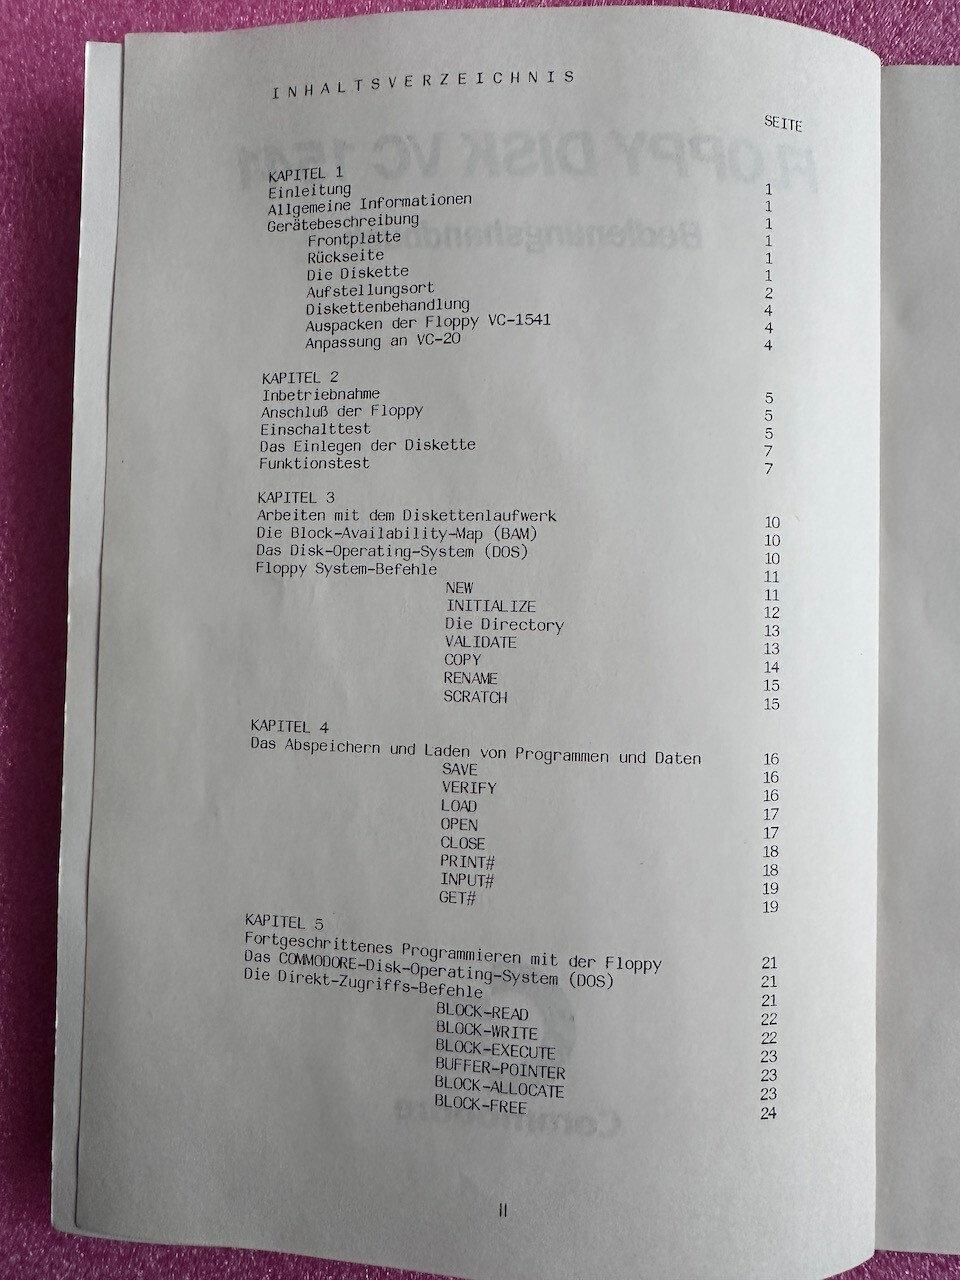 INHALTSVERZEICHNIS
SEITE
KAPITEL 1
Einleitung 1
Allgemeine Informationen 1
Gerätebeschreibung 1
Frontplatte 1
Rückseite 1
Die Diskette 1
Aufstellungsort 2
Diskettenbehandlung 4
Auspacken der Floppy VC-1541 4
Anpassung an VC-20 4
KAPITEL 2
Inbetriebnahme 5
Anschluß der Floppy 5
Einschalttest 5
Das Einlegen der Diskette 7
Funktionstest 7
KAPITEL 3
Arbeiten mit dem Diskettenlaufwerk 10
Die Block-Availability-Map (BAM) 10
Das Disk-Operating-System (DOS) 10
Floppy System-Befehle 11
NEW 11
INITIALIZE 12
Die Directory 13
VALIDATE 13
COPY 14
RENAME 15
SCRATCH 15
KAPITEL 4
Das Abspeichern und Laden von Programmen und Daten 16
SAVE 16
VERIFY 16
LOAD 17
OPEN 17
CLOSE 18
PRINT# 18
INPUT# 19
GET# 19
KAPITEL 5
Fortgeschrittenes Programmieren mit der Floppy 21
Das COMMODORE-Disk-Operating-System (DOS) 21
Die Direkt-Zugriffs-Befehle 21
BLOCK-READ 22
BLOCK-WRITE 22
BLOCK-EXECUTE 23
BUFFER-POINTER 23
BLOCK-ALLOCATE 23
BLOCK-FREE 24
II